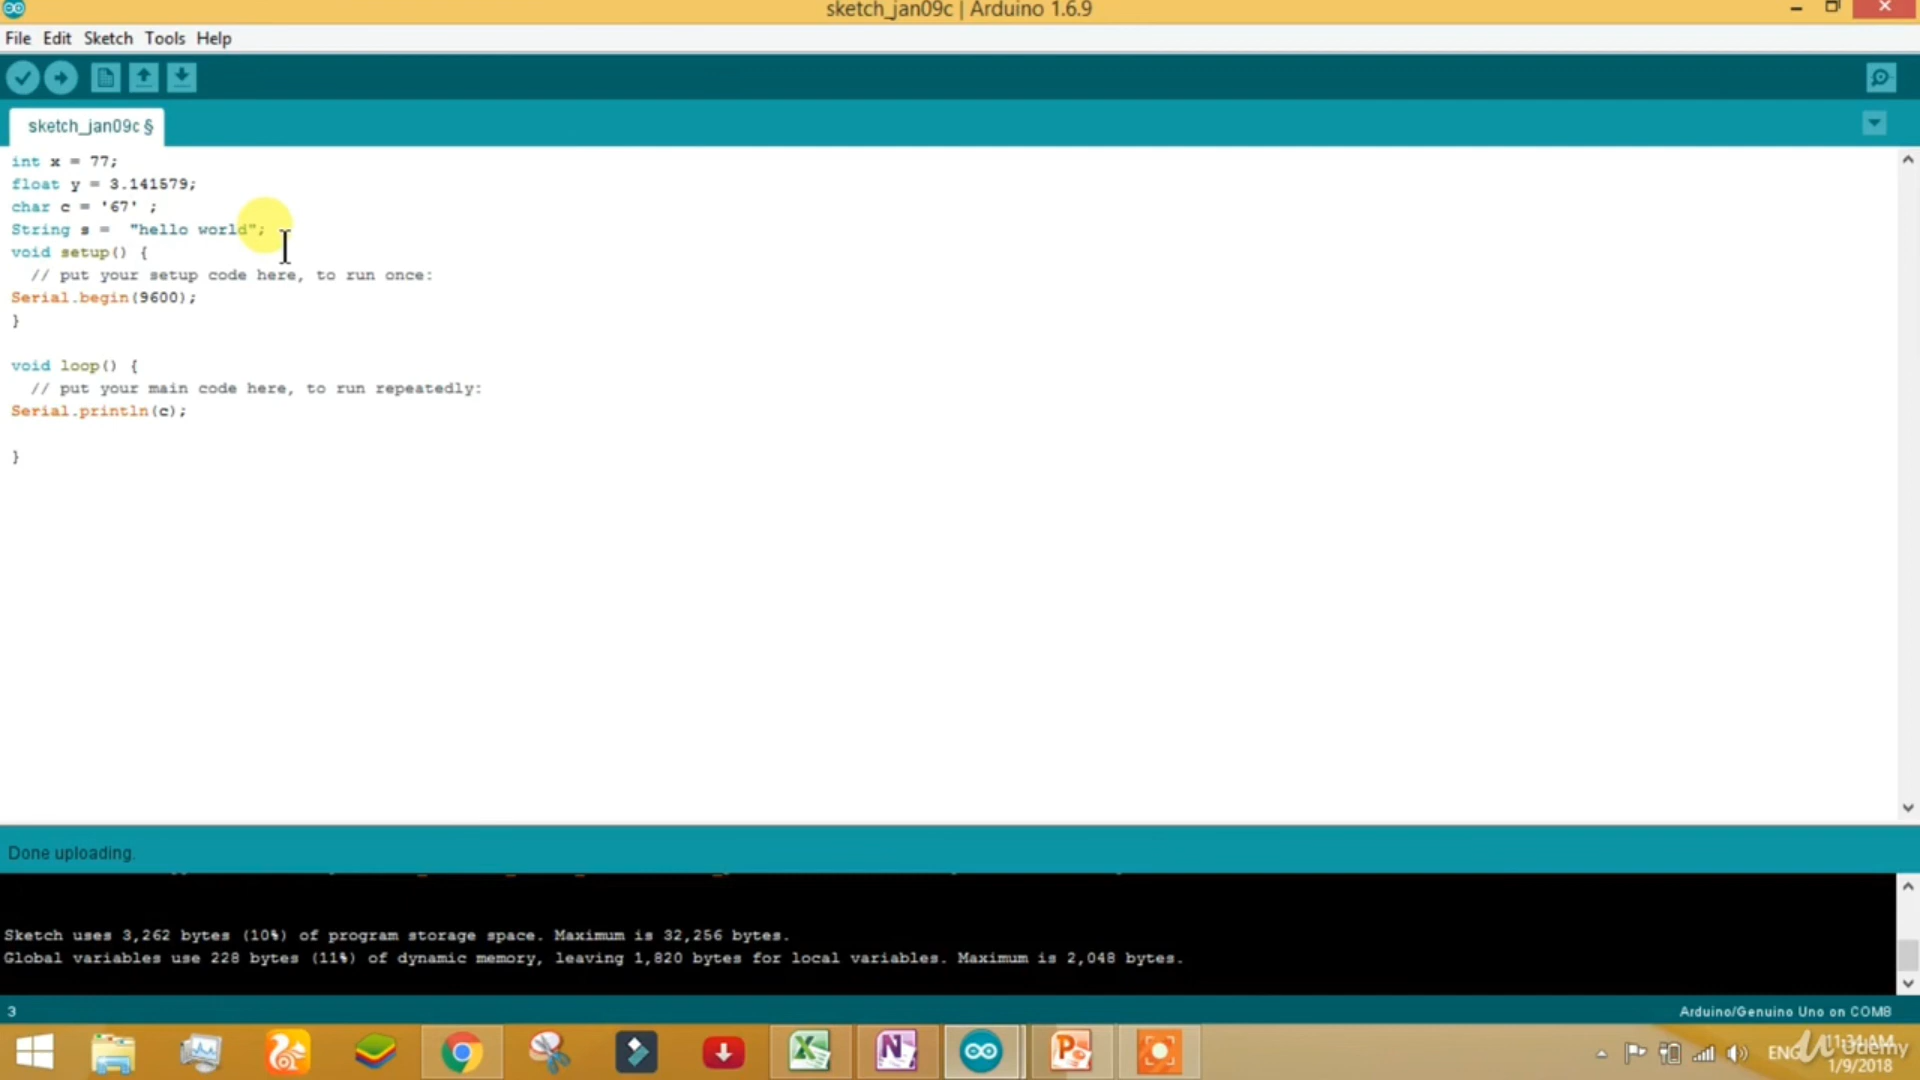 sketch_jan09c | Arduino 1.6.9
File Edit Sketch Tools Help
sketch_jan09c §
int x = 77;
float y = 3.141579;
char c = '67' ;
String s =  "hello world";
void setup() {
  // put your setup code here, to run once:
Serial.begin(9600);
}
void loop() {
  // put your main code here, to run repeatedly:
Serial.println(c);
}
Done uploading.
Sketch uses 3,262 bytes (10%) of program storage space. Maximum is 32,256 bytes.
Global variables use 228 bytes (11%) of dynamic memory, leaving 1,820 bytes for local variables. Maximum is 2,048 bytes.
3
Arduino/Genuino Uno on COM8
ENG
11:34 AM
Udemy
1/9/2018